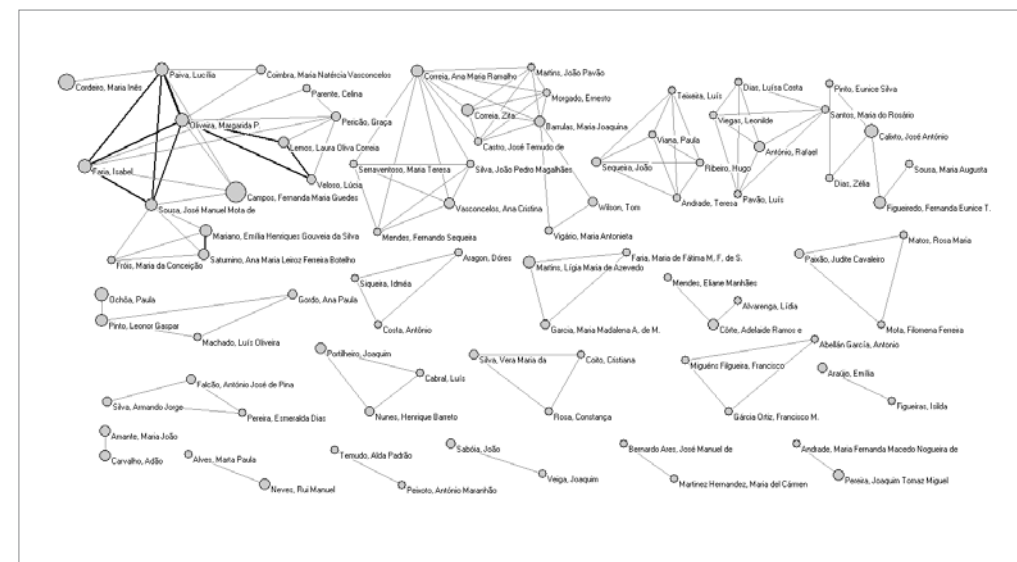 Paiva, Lucília
Coimbra, Maria Natércia Vasconcelos
Cordeiro, Maria Inês
Parente, Celina
Oliveira, Margarida P.
Pericão, Graça
Lemos, Laura Oliva Correia
Faria, Isabel
Veloso, Lúcia
Campos, Fernanda Maria Guedes
Sousa, José Manuel Mota de
Mariano, Emília Henriques Gouveia da Silva
Saturnino, Ana Maria Leiroz Ferreira Botelho
Fróis, Maria da Conceição
Correia, Ana Maria Ramalho
Martins, João Pavão
Morgado, Ernesto
Correia, Zita
Barrulas, Maria Joaquina
Castro, José Temudo de
Serraventoso, Maria Teresa
Silva, João Pedro Magalhães
Vasconcelos, Ana Cristina
Wilson, Tom
Mendes, Fernando Sequeira
Vigário, Maria Antonieta
Teixeira, Luís
Viana, Paula
Sequeira, João
Ribeiro, Hugo
Andrade, Teresa
Dias, Luísa Costa
Viegas, Leonilde
António, Rafael
Pavão, Luís
Pinto, Eunice Silva
Santos, Maria do Rosário
Calixto, José António
Dias, Zélia
Sousa, Maria Augusta
Figueiredo, Fernanda Eunice T.
Ochôa, Paula
Gordo, Ana Paula
Pinto, Leonor Gaspar
Machado, Luís Oliveira
Aragon, Dóres
Siqueira, Idméa
Costa, António
Faria, Maria de Fátima M. F. de S.
Martins, Lígia Maria de Azevedo
Garcia, Maria Madalena A. de M.
Mendes, Eliane Manhães
Alvarenga, Lídia
Côrte, Adelaide Ramos e
Matos, Rosa Maria
Paixão, Judite Cavaleiro
Mota, Filomena Ferreira
Portilheiro, Joaquim
Cabral, Luís
Nunes, Henrique Barreto
Silva, Vera Maria da
Coito, Cristiana
Rosa, Constança
Abellán García, Antonio
Miguéns Filgueira, Francisco
Gárcia Ortiz, Francisco M.
Araújo, Emília
Figueiras, Isilda
Falcão, António José de Pina
Silva, Armando Jorge
Pereira, Esmeralda Dias
Amante, Maria João
Carvalho, Adão
Alves, Marta Paula
Neves, Rui Manuel
Temudo, Alda Padrão
Peixoto, António Maranhão
Sabóia, João
Veiga, Joaquim
Bernardo Ares, José Manuel de
Martinez Hernandez, Maria del Cármen
Andrade, Maria Fernanda Macedo Nogueira de
Pereira, Joaquim Tomaz Miguel